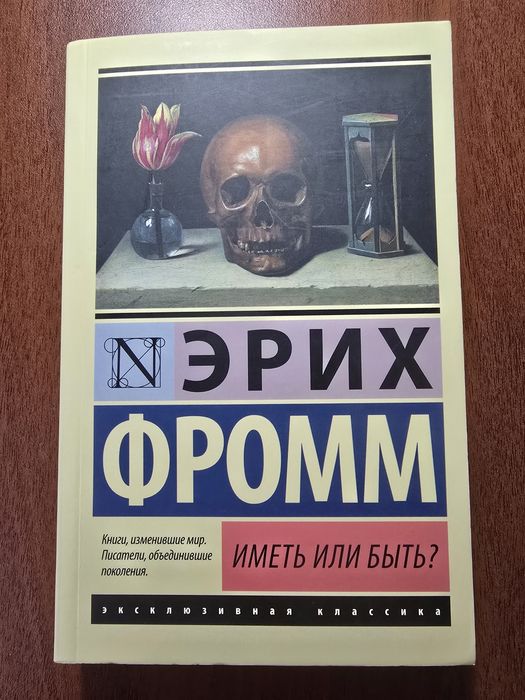 N ЭРИХ
ФРОММ
Книги, изменившие мир.
Писатели, объединившие
поколения.
ИМЕТЬ ИЛИ БЫТЬ?
эксклюзивная классика